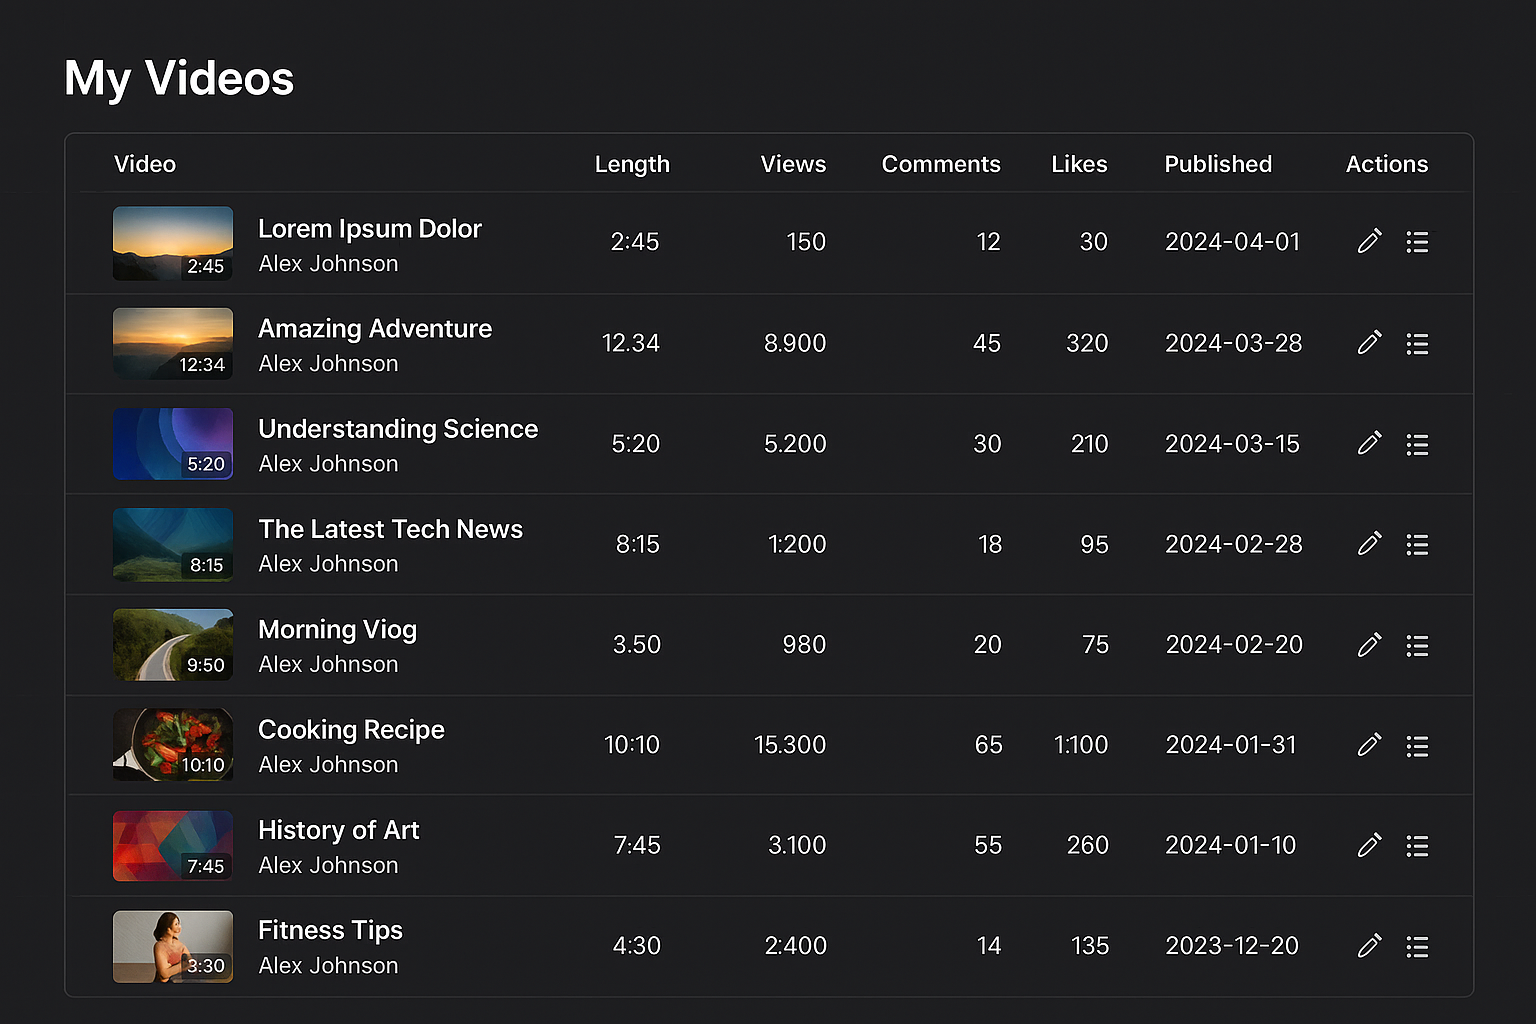 My Videos
Video Length Views Comments Likes Published Actions
Lorem Ipsum Dolor
2:45 150 12 30 2024-04-01
2:45
Alex Johnson
Amazing Adventure
12.34 8.900 45 320 2024-03-28
12:34
Alex Johnson
Understanding Science
5:20 5.200 30 210 2024-03-15
5:20
Alex Johnson
The Latest Tech News
8:15 1:200 18 95 2024-02-28
8:15
Alex Johnson
Morning Viog
3.50 980 20 75 2024-02-20
9:50
Alex Johnson
Cooking Recipe
10:10 15.300 65 1:100 2024-01-31
10:10
Alex Johnson
History of Art
7:45 3.100 55 260 2024-01-10
7:45
Alex Johnson
Fitness Tips
4:30 2:400 14 135 2023-12-20
3:30
Alex Johnson